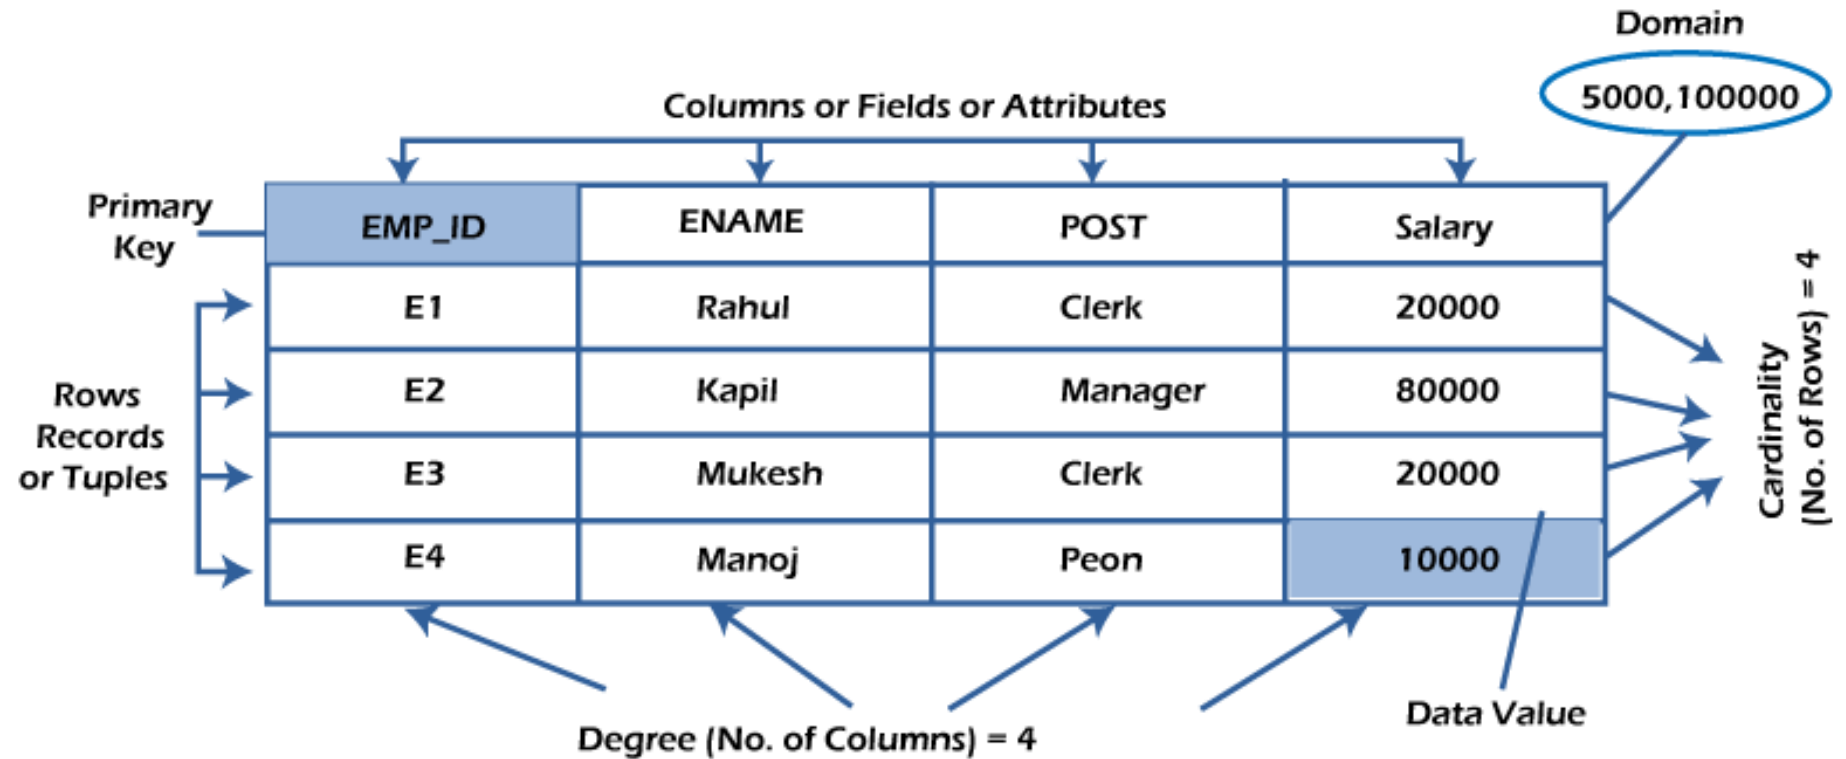 Domain
5000,100000
Columns or Fields or Attributes
Primary
Key
EMP_ID ENAME POST Salary
E1 Rahul Clerk 20000
E2 Kapil Manager 80000
E3 Mukesh Clerk 20000
E4 Manoj Peon 10000
Rows
Records
or Tuples
Cardinality
(No. of Rows) = 4
Degree (No. of Columns) = 4
Data Value